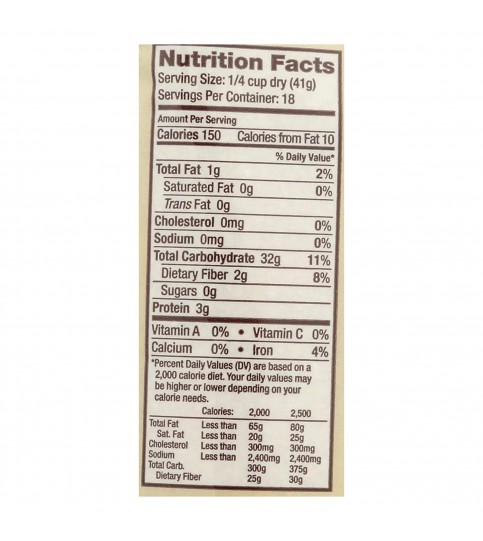 Nutrition Facts
Serving Size: 1/4 cup dry (41g)
Servings Per Container: 18
Amount Per Serving
Calories 150 Calories from Fat 10
% Daily Value*
Total Fat 1g 2%
Saturated Fat 0g 0%
Trans Fat 0g
Cholesterol 0mg 0%
Sodium 0mg 0%
Total Carbohydrate 32g 11%
Dietary Fiber 2g 8%
Sugars 0g
Protein 3g
Vitamin A 0% • Vitamin C 0%
Calcium 0% • Iron 4%
*Percent Daily Values (DV) are based on a
2,000 calorie diet. Your daily values may
be higher or lower depending on your
calorie needs.
Calories: 2,000 2,500
Total Fat Less than 65g 80g
Sat. Fat Less than 20g 25g
Cholesterol Less than 300mg 300mg
Sodium Less than 2,400mg 2,400mg
Total Carb. 300g 375g
Dietary Fiber 25g 30g